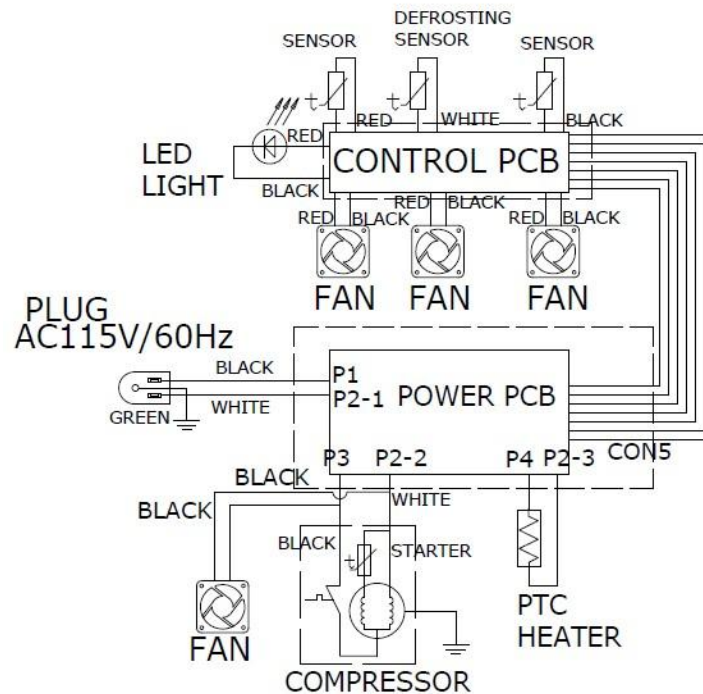 DEFROSTING
SENSOR
SENSOR
SENSOR
t
t
t
RED
RED
WHITE
BLACK
LED
LIGHT
CONTROL PCB
BLACK
RED
BLACK
RED
BLACK
RED
BLACK
FAN
FAN
FAN
PLUG
AC115V/60Hz
BLACK
P1
WHITE
P2-1
POWER PCB
GREEN
P3
P2-2
P4
P2-3
CON5
BLACK
WHITE
BLACK
BLACK
STARTER
t
FAN
PTC
HEATER
COMPRESSOR